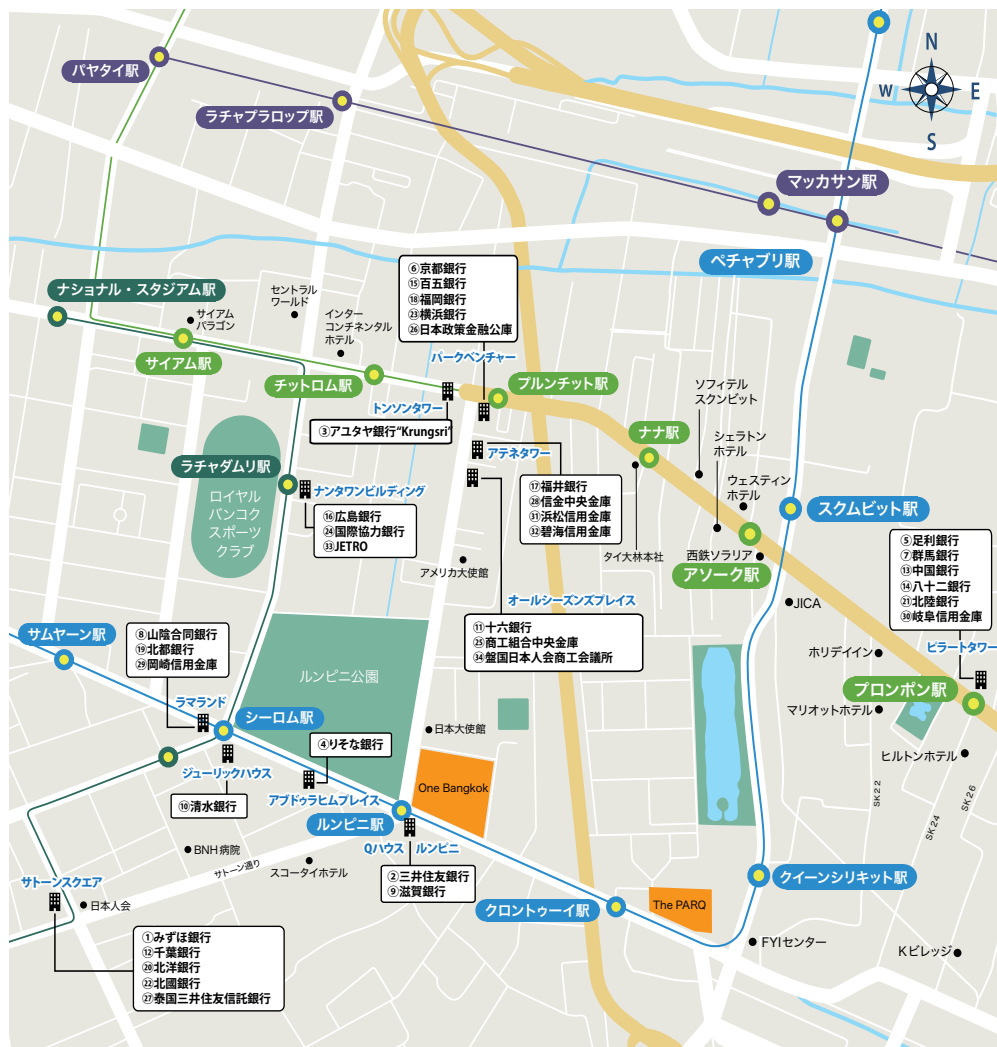 N
W
E
S
パヤタイ駅
ラチャプラロップ駅
マッカサン駅
ペチャブリ駅
⑥京都銀行
⑮百五銀行
⑱福岡銀行
㉓横浜銀行
㉖日本政策金融公庫
パークベンチャー
ナショナル・スタジアム駅
セントラル
ワールド
サイアム
パラゴン
インター
コンチネンタル
ホテル
サイアム駅
チットロム駅
プルンチット駅
トンソンタワー
③アユタヤ銀行“Krungsri”
ソフィテル
スクンビット
ナナ駅
シェラトン
ホテル
アテネタワー
ラチャダムリ駅
ロイヤル
バンコク
スポーツ
クラブ
ナンタワンビルディング
⑯広島銀行
㉔国際協力銀行
㉝JETRO
⑰福井銀行
㉘信金中央金庫
㉛浜松信用金庫
㉜碧海信用金庫
ウェスティン
ホテル
スクムビット駅
タイ大林本社
西鉄ソラリア
アソーク駅
⑤足利銀行
⑦群馬銀行
⑬中国銀行
⑭八十二銀行
㉑北陸銀行
㉚岐阜信用金庫
ピラートタワー
アメリカ大使館
オールシーズンズプレイス
⑪十六銀行
㉕商工組合中央金庫
㉞盤国日本人会商工会議所
JICA
サムヤーン駅
⑧山陰合同銀行
⑲北都銀行
㉙岡崎信用金庫
ルンピニ公園
ホリデイイン
プロンポン駅
マリオットホテル
ラマランド
シーロム駅
④りそな銀行
日本大使館
ヒルトンホテル
ジューリックハウス
アブドゥラヒムプレイス
One Bangkok
SK22
SK24
SK26
⑩清水銀行
ルンピニ駅
Qハウス ルンピニ
BNH病院
サトーン通り
スコータイホテル
②三井住友銀行
⑨滋賀銀行
クイーンシリキット駅
サトーンスクエア
日本人会
クロントゥーイ駅
The PARQ
FYIセンター
Kビレッジ
①みずほ銀行
⑫千葉銀行
⑳北洋銀行
㉒北國銀行
㉗泰国三井住友信託銀行